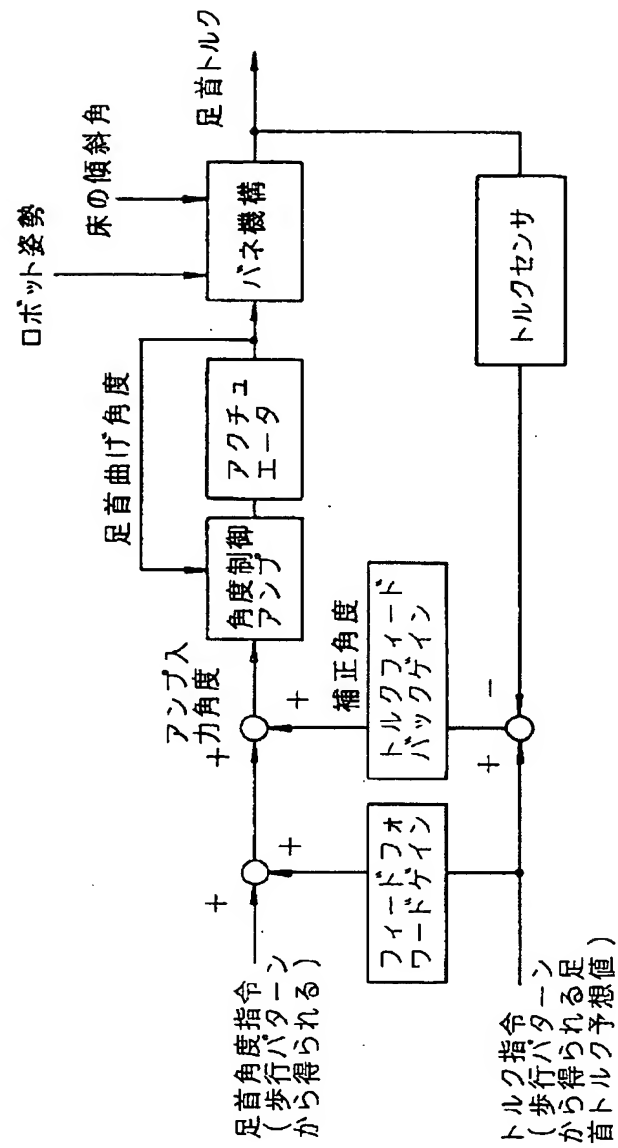 足首角度指令
(歩行パターン
から得られる)
+
+
アンプ入
力角度
+
+
角度制御
アンプ
足首曲げ角度
アクチュ
エータ
ロボット姿勢
床の傾斜角
バネ機構
足首トルク
フィードフォ
ワードゲイン
補正角度
トルクフィード
バックゲイン
トルクセンサ
+
-
トルク指令
(歩行パターン
から得られる足
首トルク予想値)